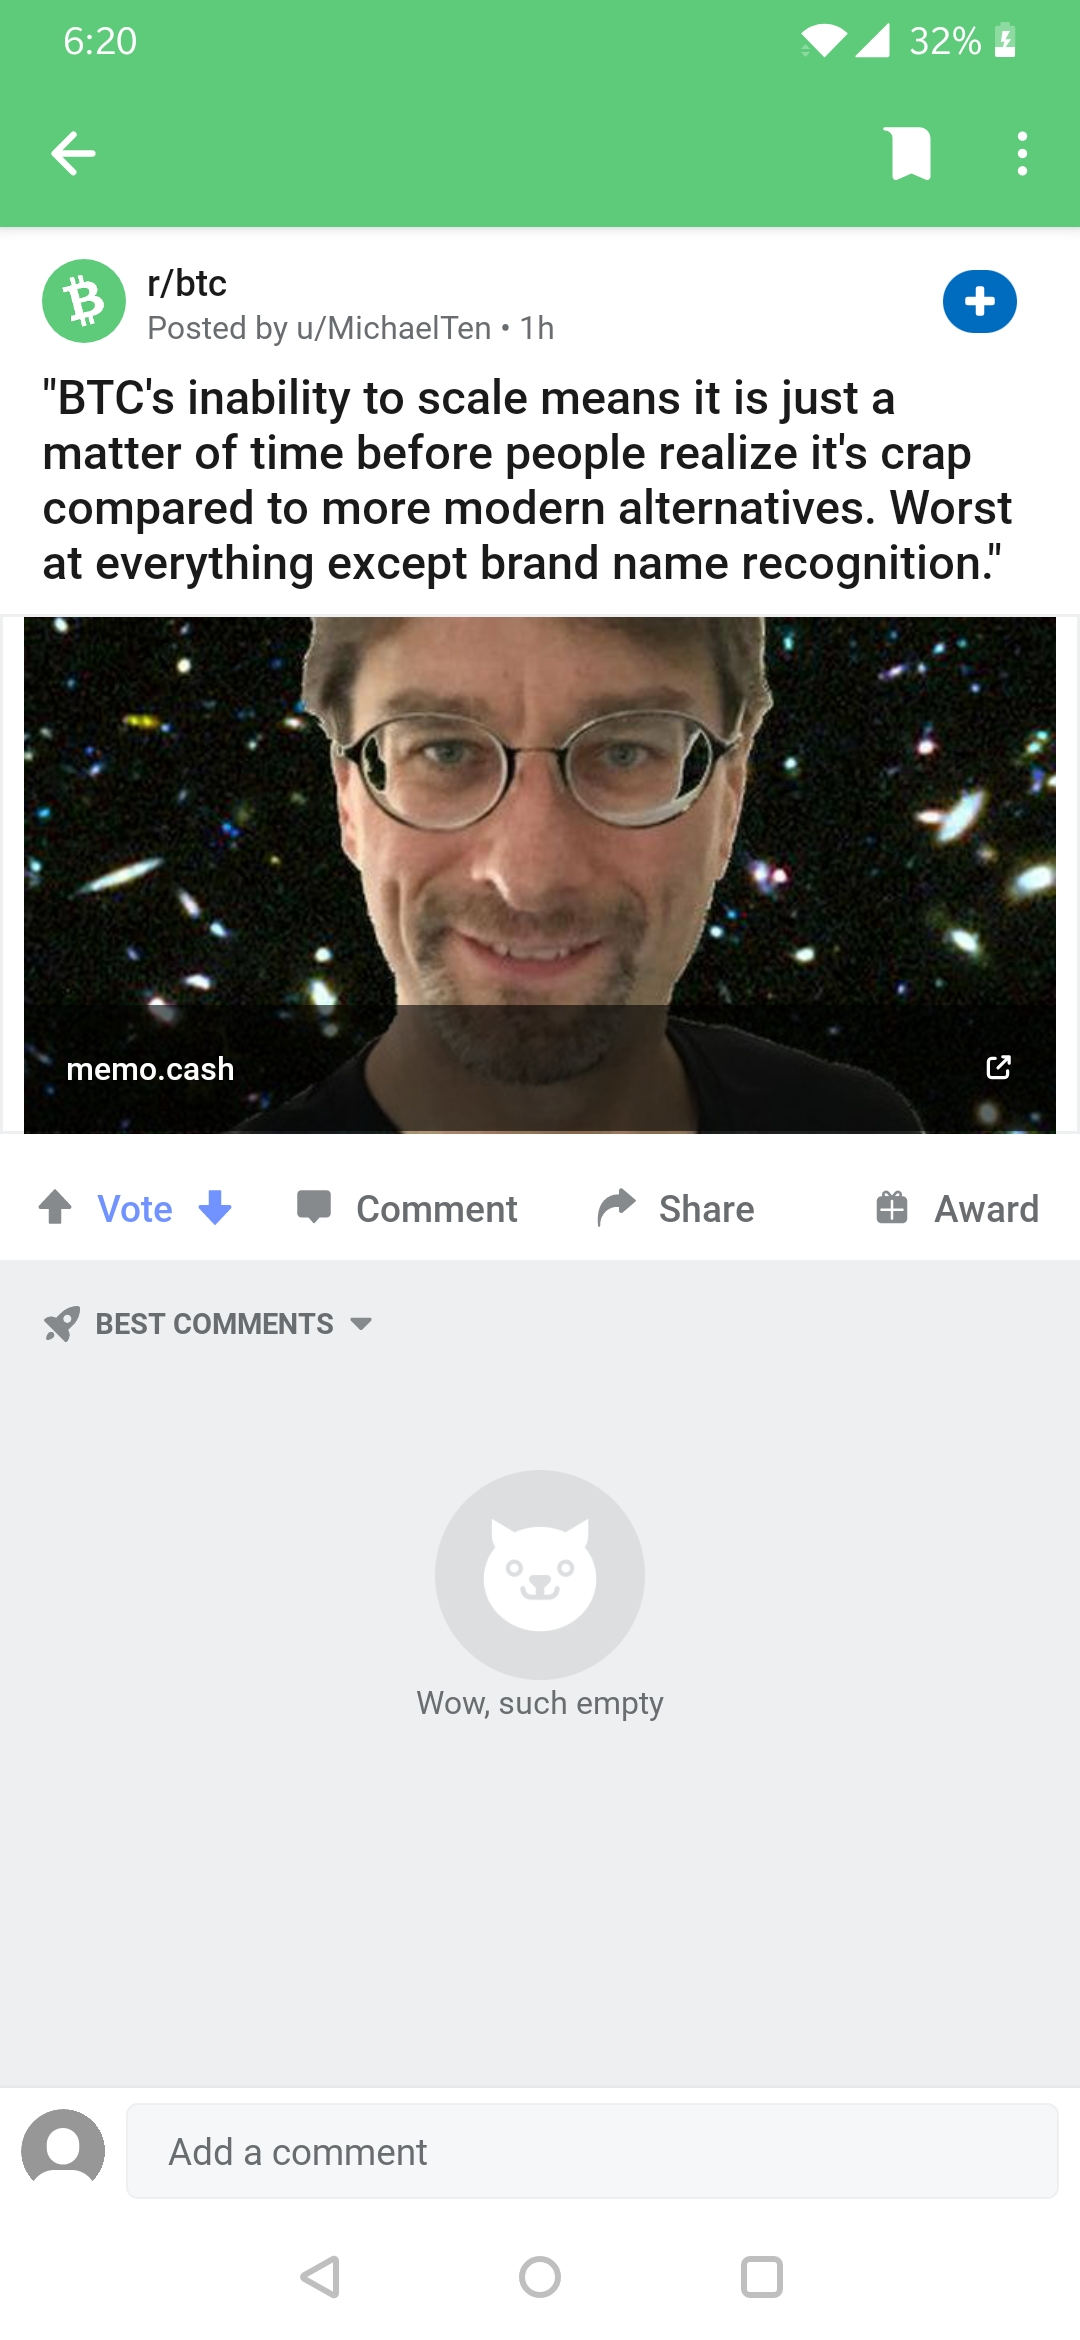 6:20
32%
r/btc
Posted by u/MichaelTen • 1h
"BTC's inability to scale means it is just a
matter of time before people realize it's crap
compared to more modern alternatives. Worst
at everything except brand name recognition."
memo.cash
Vote
Comment
Share
Award
BEST COMMENTS
Wow, such empty
Add a comment